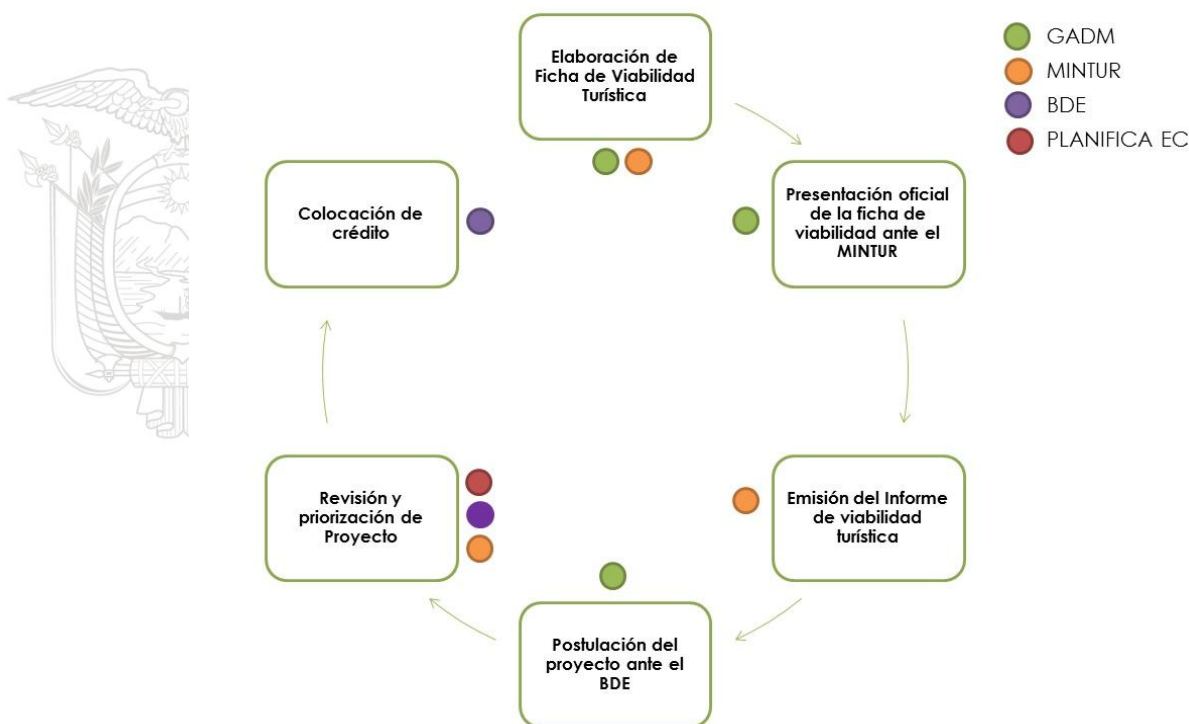 Elaboración de
Ficha de Viabilidad
Turística
GADM
MINTUR
BDE
PLANIFICA EC
Presentación oficial
de la ficha de
viabilidad ante el
MINTUR
Emisión del Informe
de viabilidad
turística
Postulación del
proyecto ante el
BDE
Revisión y
priorización de
Proyecto
Colocación de
crédito